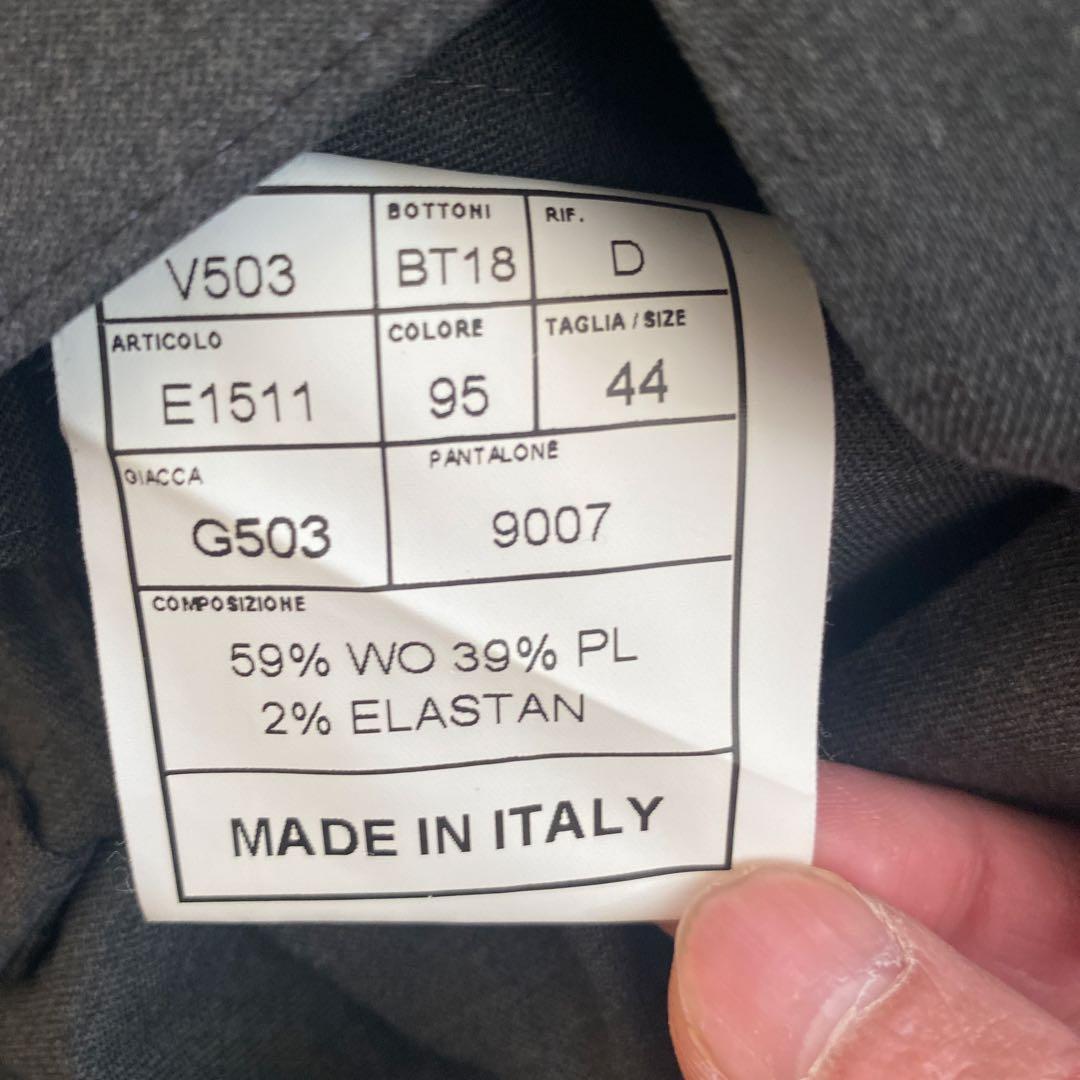 BOTTONI RIF.
V503 BT18 D
ARTICOLO COLORE TAGLIA / SIZE
E1511 95 44
GIACCA PANTALONE
G503 9007
COMPOSIZIONE
59% WO 39% PL
2% ELASTAN
MADE IN ITALY